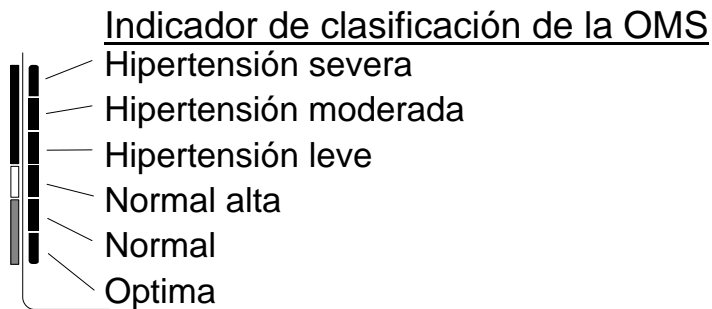 Indicador de clasificación de la OMS
Hipertensión severa
Hipertensión moderada
Hipertensión leve
Normal alta
Normal
Optima